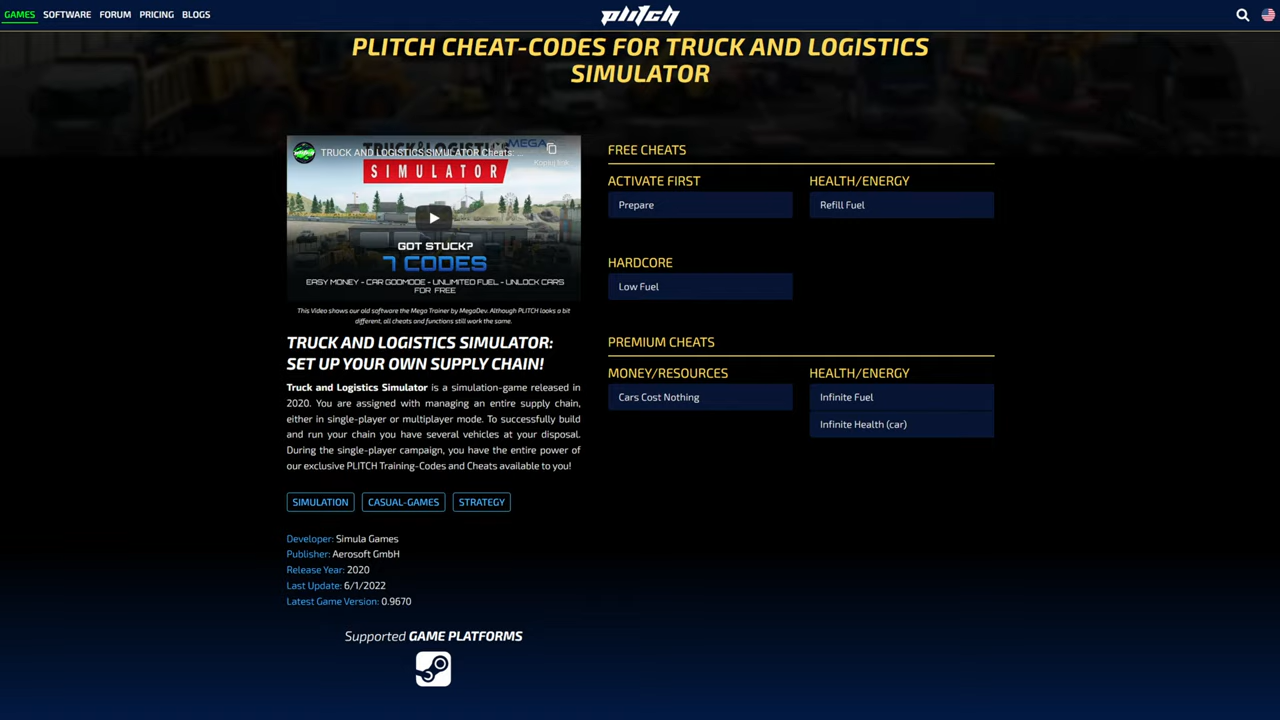 GAMES SOFTWARE FORUM PRICING BLOGS
plitch
PLITCH CHEAT-CODES FOR TRUCK AND LOGISTICS
SIMULATOR
TRUCK AND LOGISTICS SIMULATOR Cheats: ...
Kopiuj link
TRUCK & LOGISTICS
MEGA
SIMULATOR
GOT STUCK?
7 CODES
EASY MONEY - CAR GODMODE - UNLIMITED FUEL - UNLOCK CARS
FOR FREE
This Video shows our old software the Mega Trainer by MegaDev. Although PLITCH looks a bit
different, all cheats and functions still work the same.
TRUCK AND LOGISTICS SIMULATOR:
SET UP YOUR OWN SUPPLY CHAIN!
Truck and Logistics Simulator is a simulation-game released in
2020. You are assigned with managing an entire supply chain,
either in single-player or multiplayer mode. To successfully build
and run your chain you have several vehicles at your disposal.
During the single-player campaign, you have the entire power of
our exclusive PLITCH Training-Codes and Cheats available to you!
SIMULATION CASUAL-GAMES STRATEGY
Developer: Simula Games
Publisher: Aerosoft GmbH
Release Year: 2020
Last Update: 6/1/2022
Latest Game Version: 0.9670
Supported GAME PLATFORMS
FREE CHEATS
ACTIVATE FIRST
Prepare
HEALTH/ENERGY
Refill Fuel
HARDCORE
Low Fuel
PREMIUM CHEATS
MONEY/RESOURCES
Cars Cost Nothing
HEALTH/ENERGY
Infinite Fuel
Infinite Health (car)